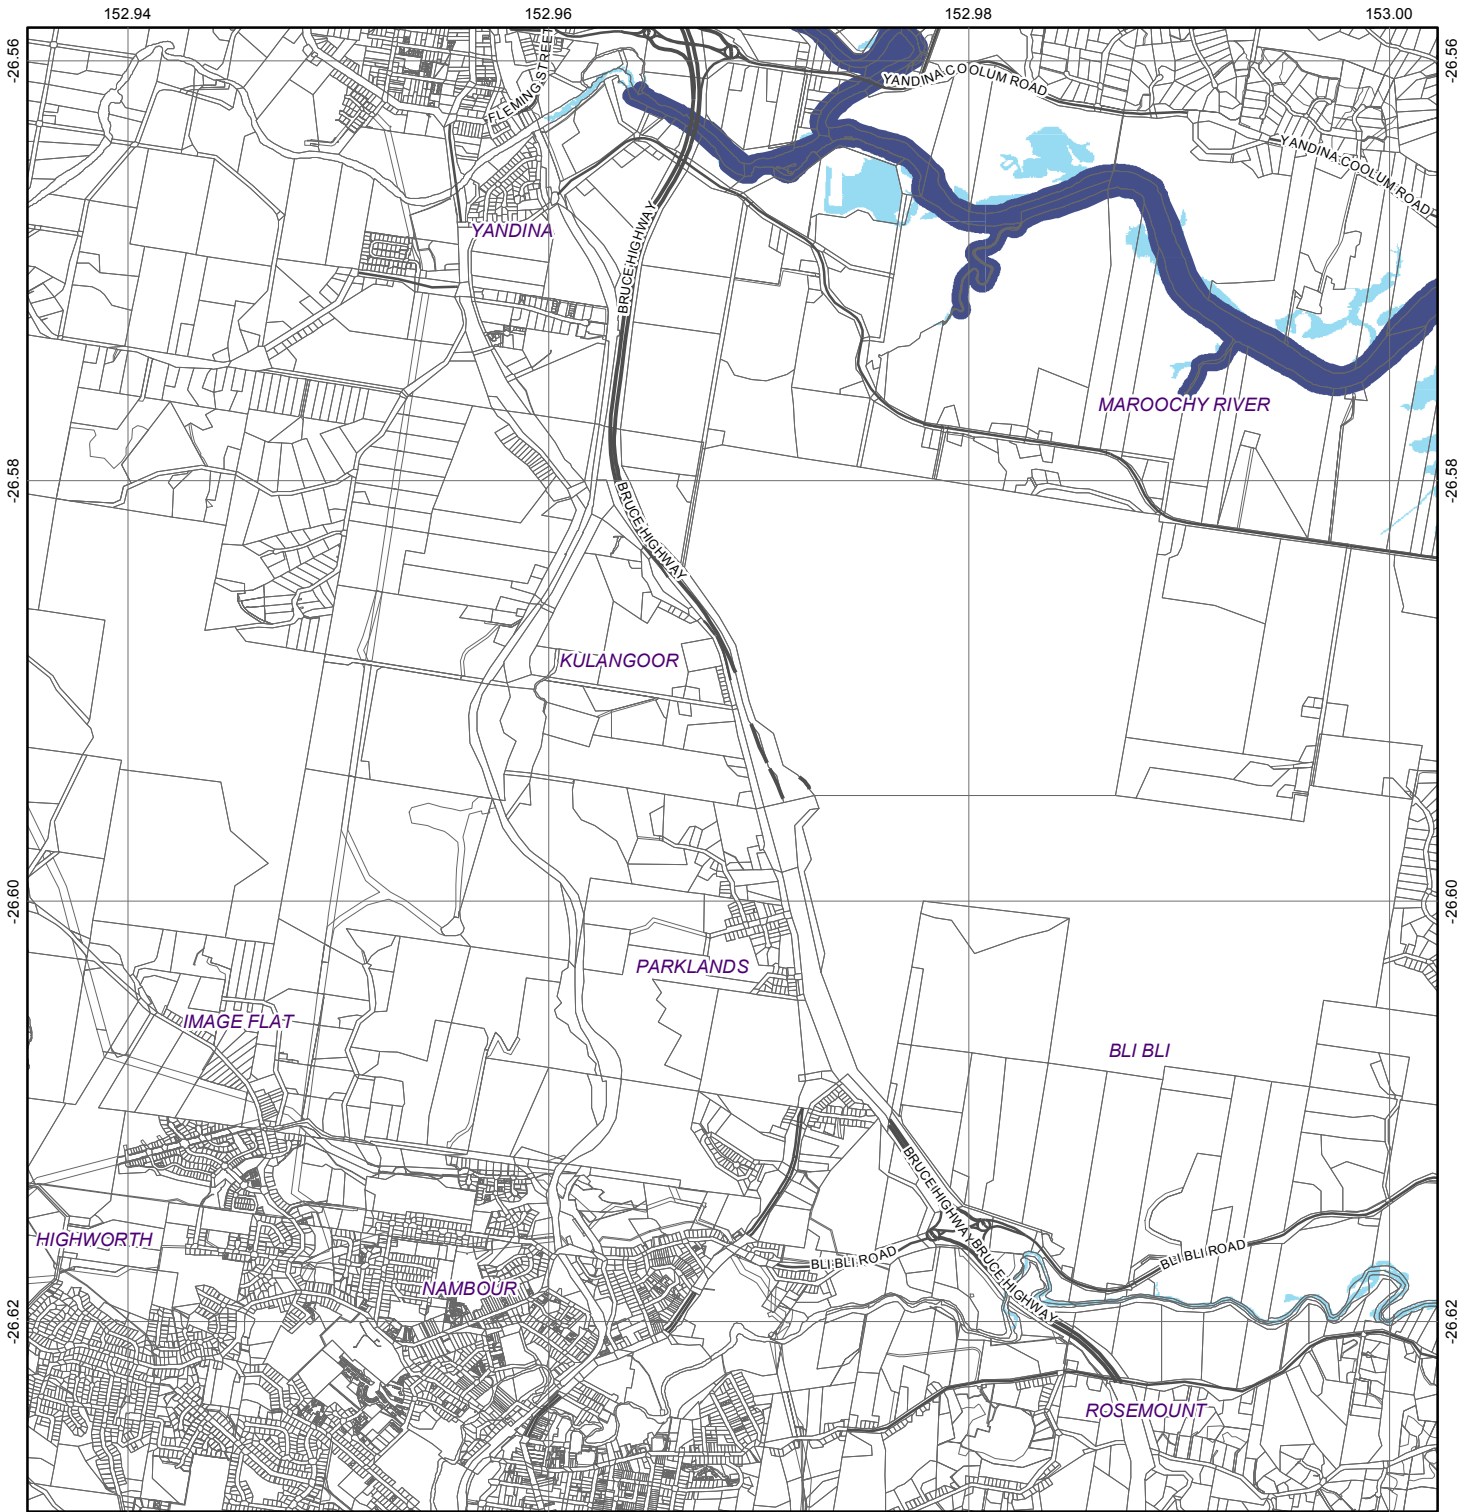 152.94
152.96
152.98
153.00
-26.56
-26.56
FLEMING STREET
YANDINA COOLUM ROAD
YANDINA COOLUM ROAD
YANDINA
BRUCE HIGHWAY
MAROOCHY RIVER
-26.58
-26.58
BRUCE HIGHWAY
KULANGOOR
-26.60
-26.60
PARKLANDS
IMAGE FLAT
BLI BLI
BRUCE HIGHWAY
HIGHWORTH
BLI BLI ROAD
BLI BLI ROAD
BRUCE HIGHWAY
NAMBOUR
-26.62
-26.62
ROSEMOUNT